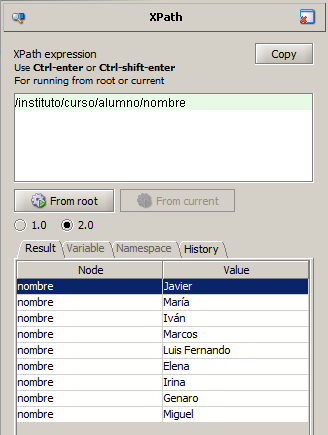 XPath
XPath expression
Copy
Use Ctrl-enter or Ctrl-shift-enter
For running from root or current
/instituto/curso/alumno/nombre
From root From current
1.0 2.0
Result Variable Namespace History
Node Value
nombre Javier
nombre María
nombre Iván
nombre Marcos
nombre Luis Fernando
nombre Elena
nombre Irina
nombre Genaro
nombre Miguel